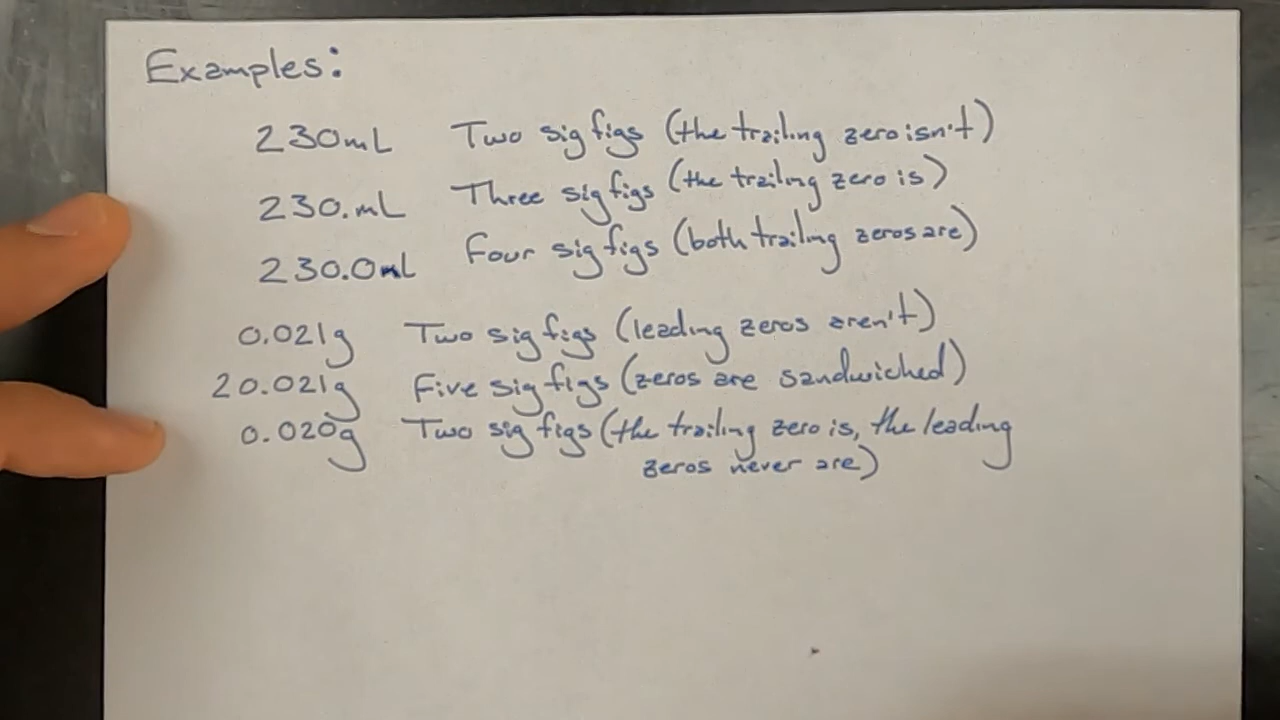 Examples:
230mL Two sig figs (the trailing zero isn't)
230.mL Three sig figs (the trailing zero is)
230.0mL Four sig figs (both trailing zeros are)
0.021g Two sig figs (leading zeros aren't)
20.021g Five sig figs (zeros are sandwiched)
0.020g Two sig figs (the trailing zero is, the leading
zeros never are)